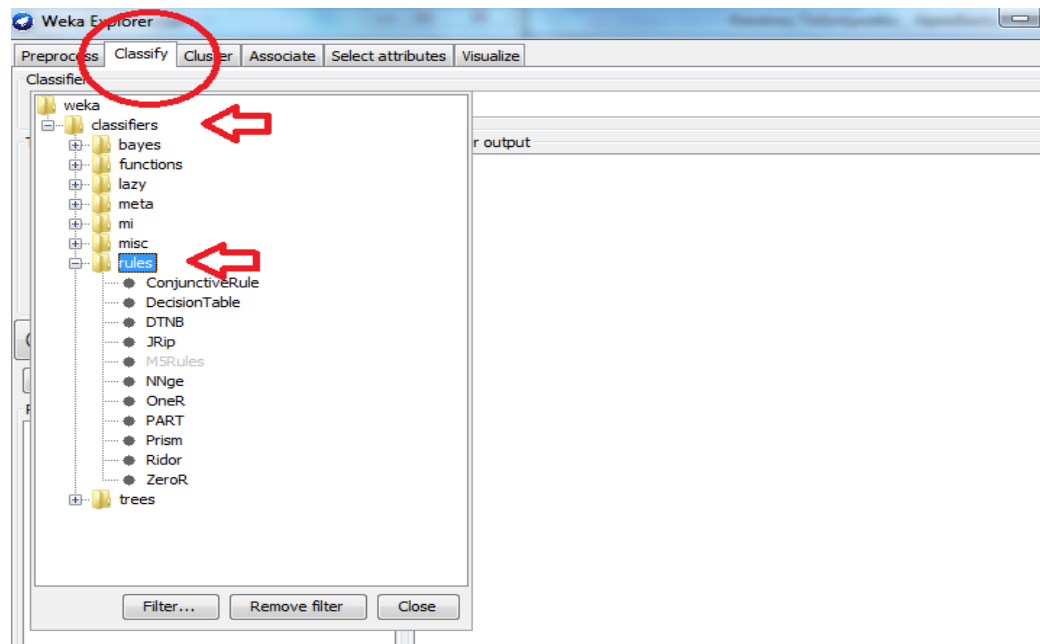 Weka Explorer
Preprocess Classify Cluster Associate Select attributes Visualize
Classifier
weka
classifiers
r output
bayes
functions
lazy
meta
mi
misc
rules
ConjunctiveRule
DecisionTable
DTNB
JRip
M5Rules
NNge
OneR
PART
Prism
Ridor
ZeroR
trees
Filter... Remove filter Close